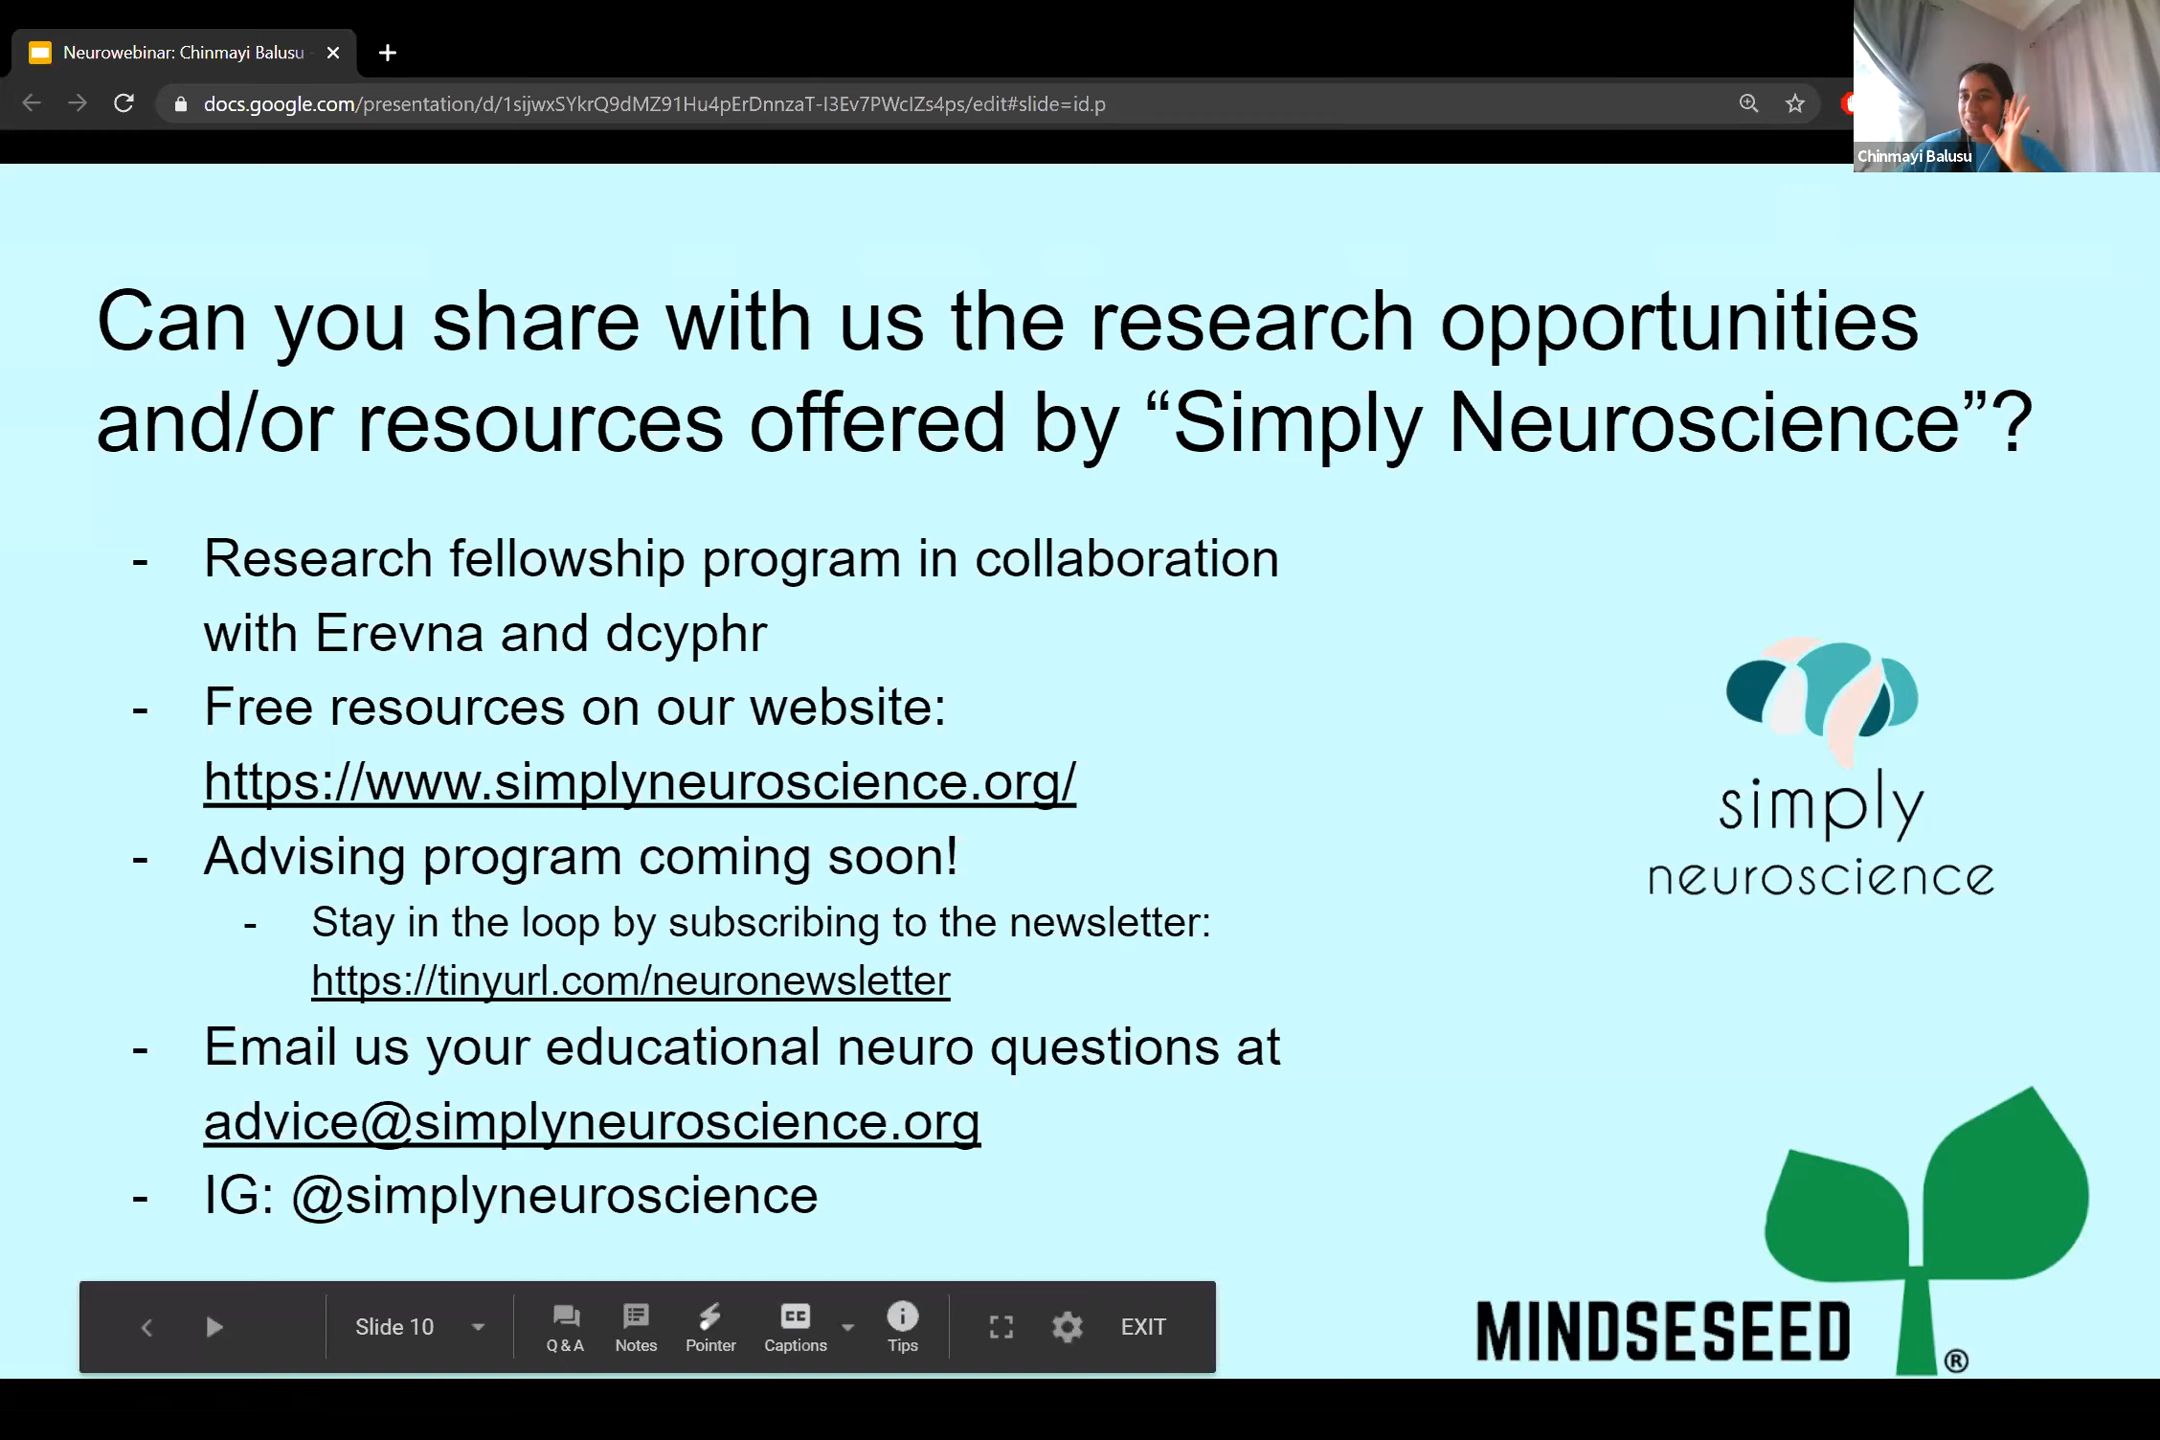 Neurowebinar: Chinmayi Balusu
docs.google.com/presentation/d/1sijwxSYkrQ9dMZ91Hu4pErDnnzaT-I3Ev7PWcIZs4ps/edit#slide=id.p
Chinmayi Balusu
Can you share with us the research opportunities
and/or resources offered by “Simply Neuroscience”?
- Research fellowship program in collaboration
with Erevna and dcyphr
- Free resources on our website:
https://www.simplyneuroscience.org/
- Advising program coming soon!
- Stay in the loop by subscribing to the newsletter:
https://tinyurl.com/neuronewsletter
- Email us your educational neuro questions at
advice@simplyneuroscience.org
- IG: @simplyneuroscience
simply
neuroscience
Slide 10
Q & A
Notes
Pointer
CC
Captions
Tips
EXIT
MINDSESEED ®